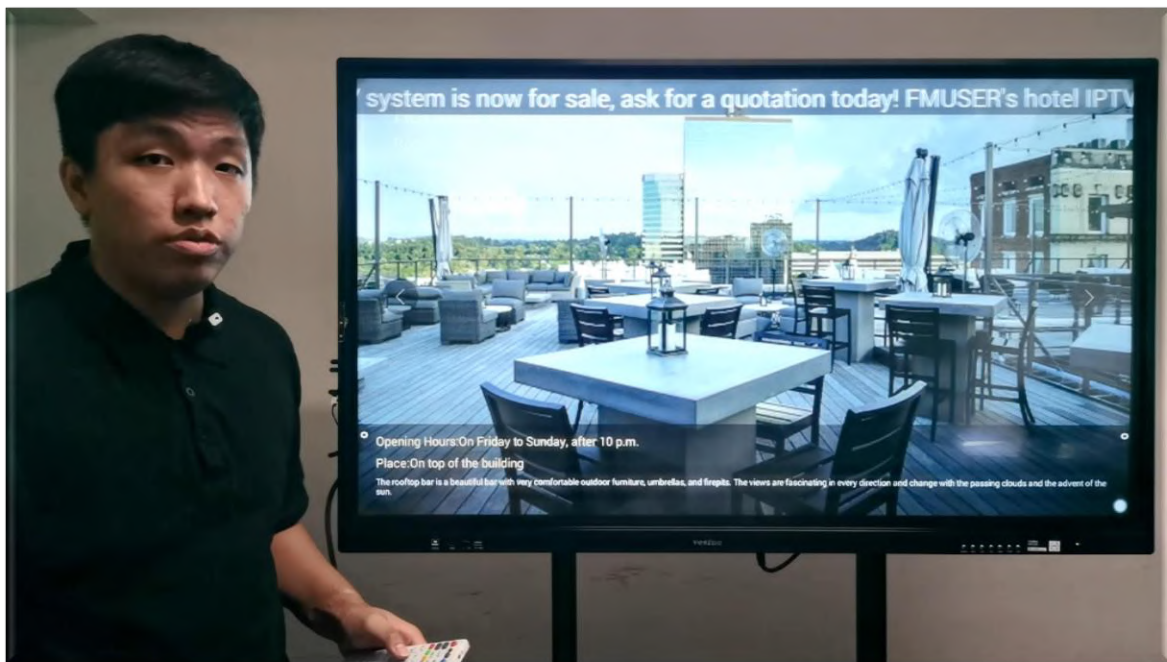 system is now for sale, ask for a quotation today! FMUSER's hotel IPTV
Opening Hours:On Friday to Sunday, after 10 p.m.
Place:On top of the building
The rooftop bar is a beautiful bar with very comfortable outdoor furniture, umbrellas, and firepits. The views are fascinating in every direction and change with the passing clouds and the advent of the
sun.